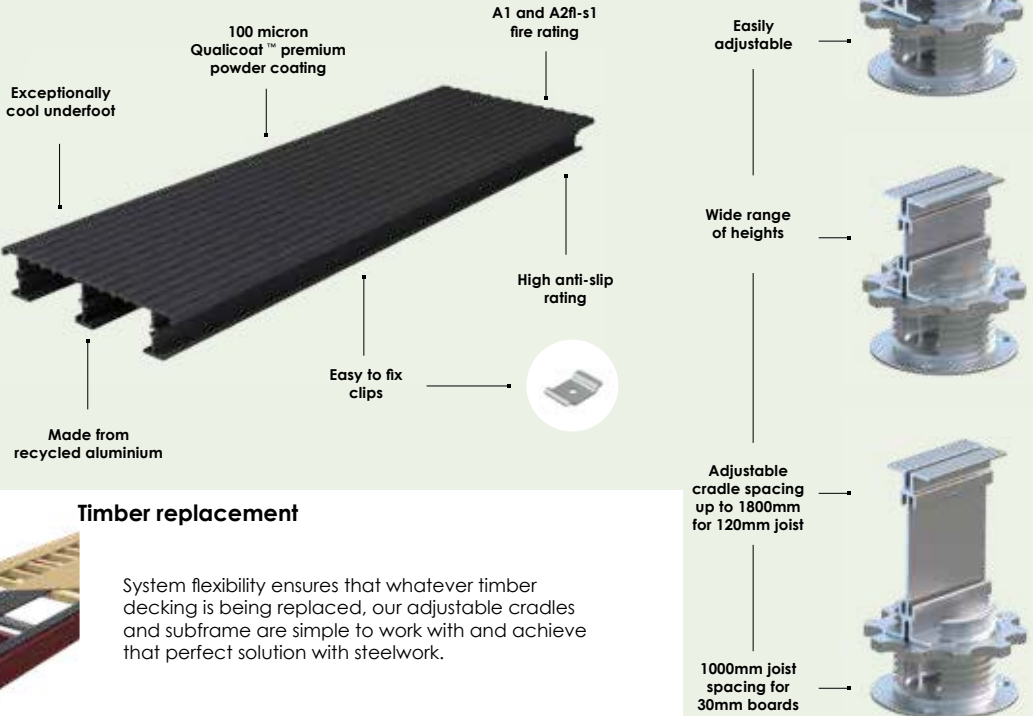 A1 and A2fl-s1
fire rating
100 micron
Qualicoat™ premium
powder coating
Exceptionally
cool underfoot
High anti-slip
rating
Easy to fix
clips
Made from
recycled aluminium
Easily
adjustable
Wide range
of heights
Adjustable
cradle spacing
up to 1800mm
for 120mm joist
1000mm joist
spacing for
30mm boards
Timber replacement
System flexibility ensures that whatever timber
decking is being replaced, our adjustable cradles
and subframe are simple to work with and achieve
that perfect solution with steelwork.